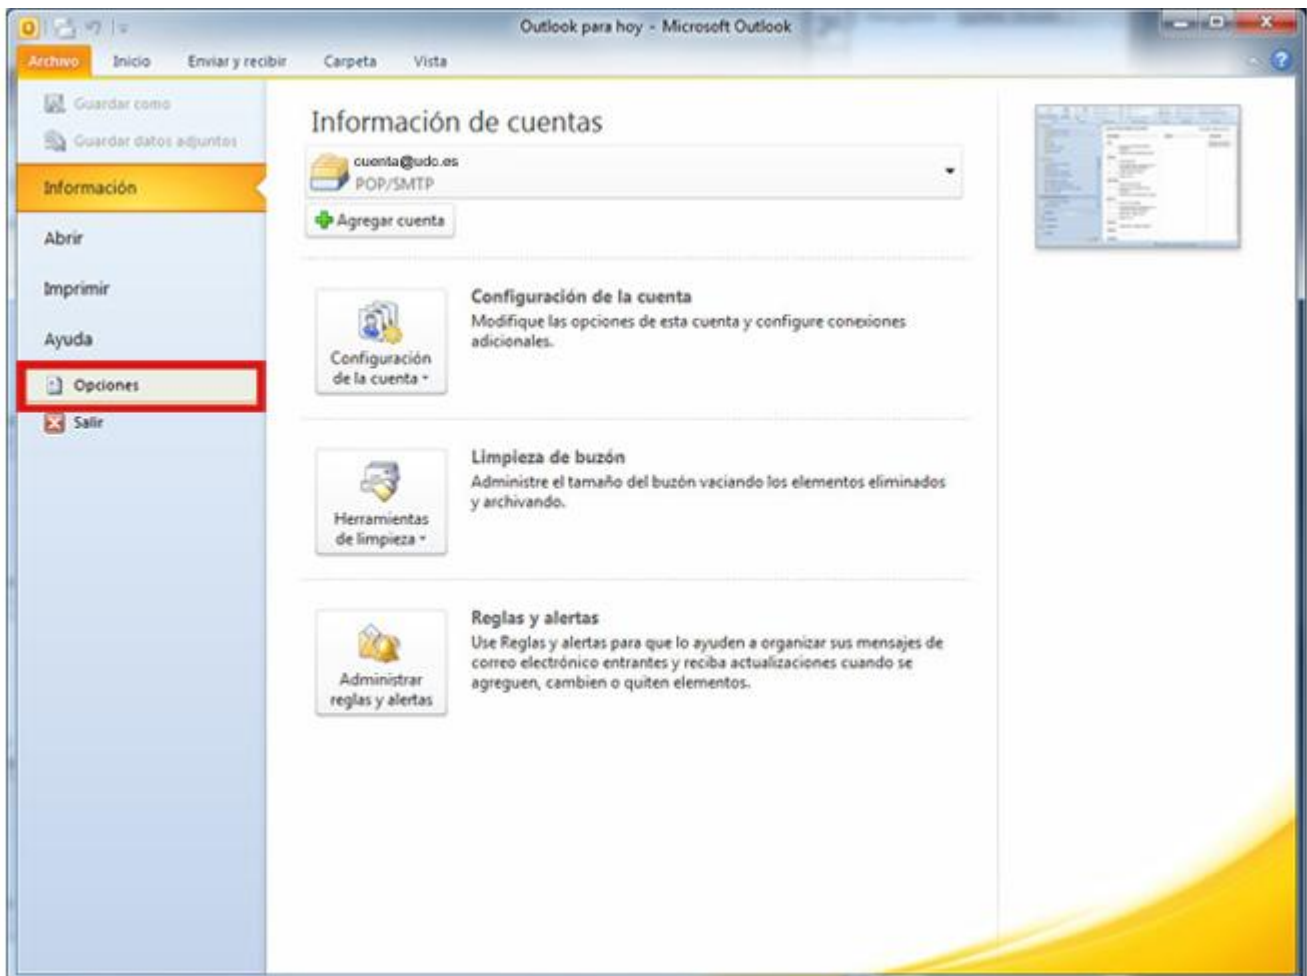 Outlook para hoy - Microsoft Outlook
Archivo Inicio Enviar y recibir Carpeta Vista
Guardar como
Guardar datos adjuntos
Información
Abrir
Imprimir
Ayuda
Opciones
Salir
Información de cuentas
cuenta@udc.es
POP/SMTP
Agregar cuenta
Configuración
de la cuenta
Configuración de la cuenta
Modifique las opciones de esta cuenta y configure conexiones
adicionales.
Herramientas
de limpieza
Limpieza de buzón
Administre el tamaño del buzón vaciando los elementos eliminados
y archivando.
Administrar
reglas y alertas
Reglas y alertas
Use Reglas y alertas para que lo ayuden a organizar sus mensajes de
correo electrónico entrantes y reciba actualizaciones cuando se
agreguen, cambien o quiten elementos.